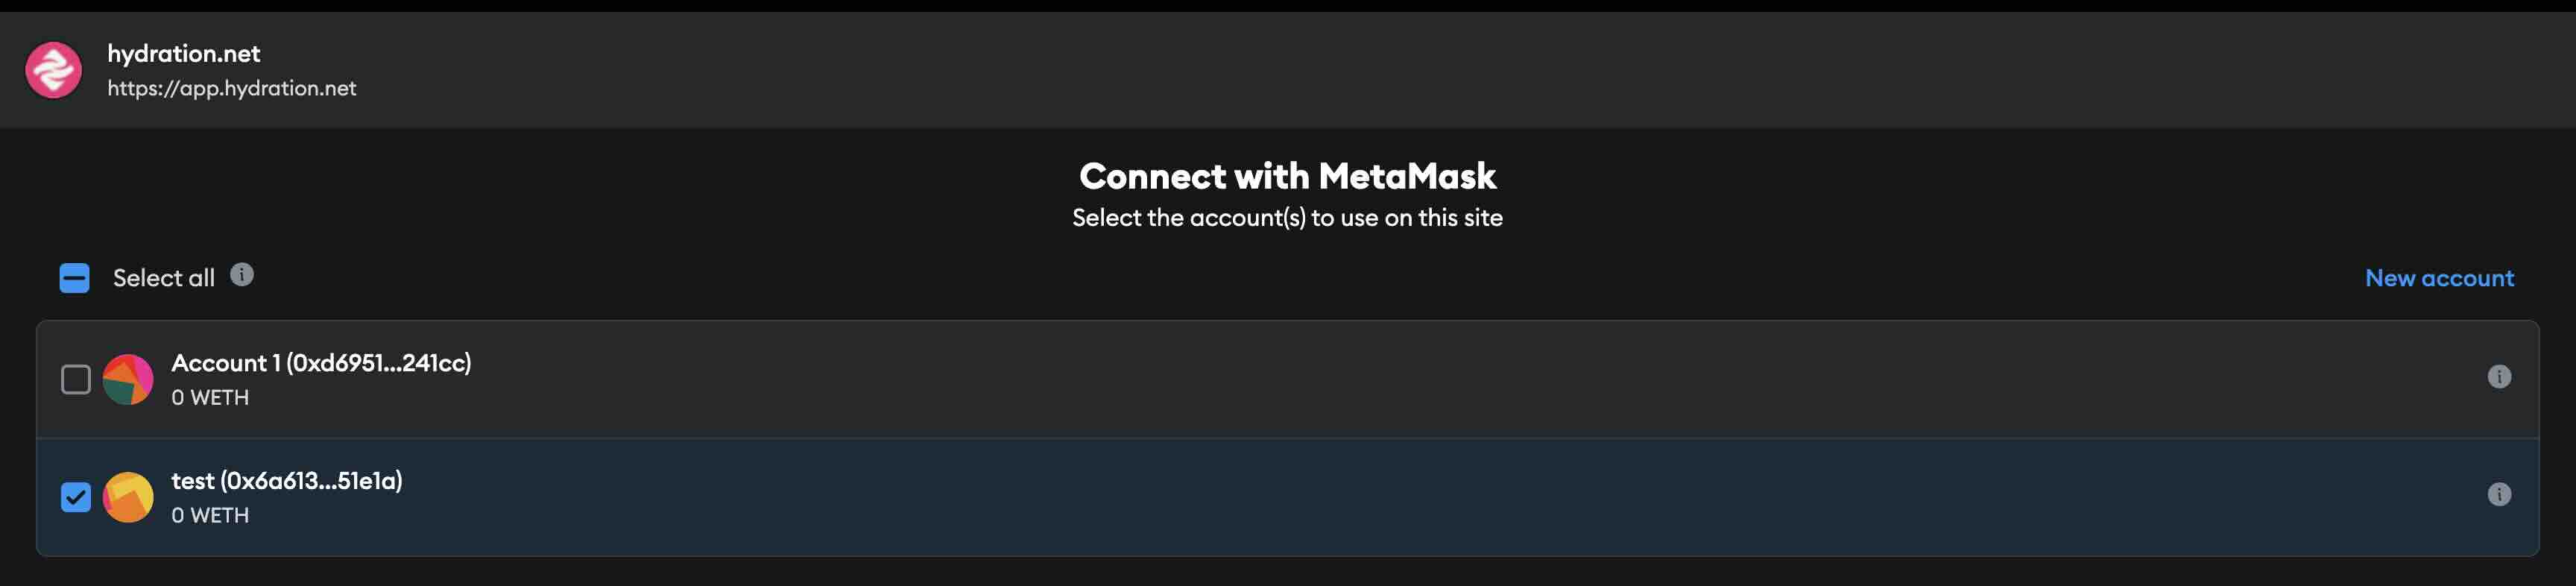 hydration.net
https://app.hydration.net
Connect with MetaMask
Select the account(s) to use on this site
Select all
New account
Account 1 (0xd6951...241cc)
0 WETH
test (0x6a613...51e1a)
0 WETH